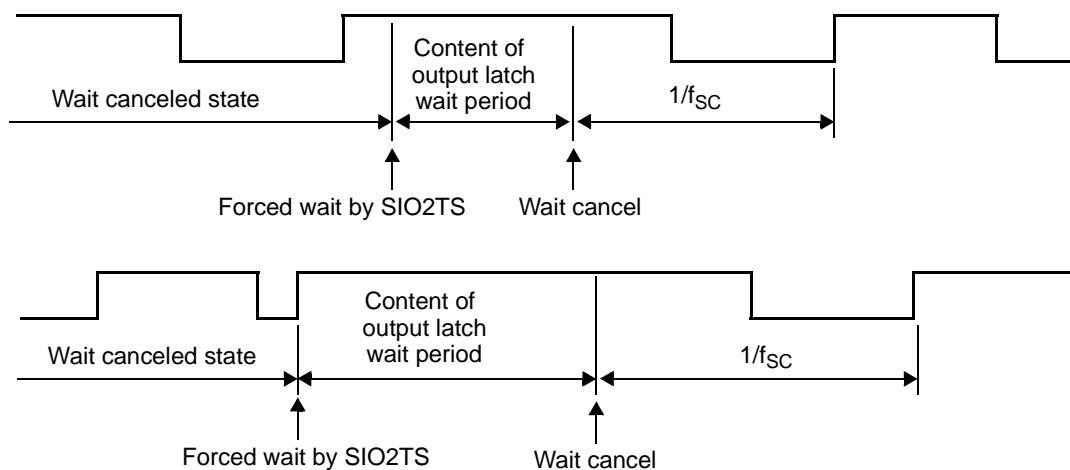 Content of
output latch
wait period
Wait canceled state
1/fSC
Forced wait by SIO2TS
Wait cancel
Content of
output latch
wait period
Wait canceled state
1/fSC
Forced wait by SIO2TS
Wait cancel